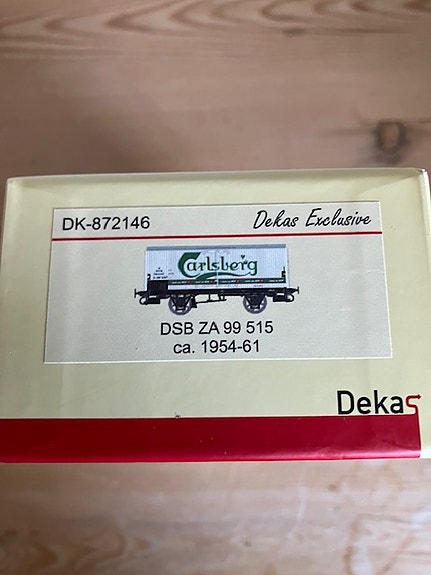 DK-872146
Dekas Exclusive
Carlsberg
DSB ZA 99 515
ca. 1954-61
Dekas